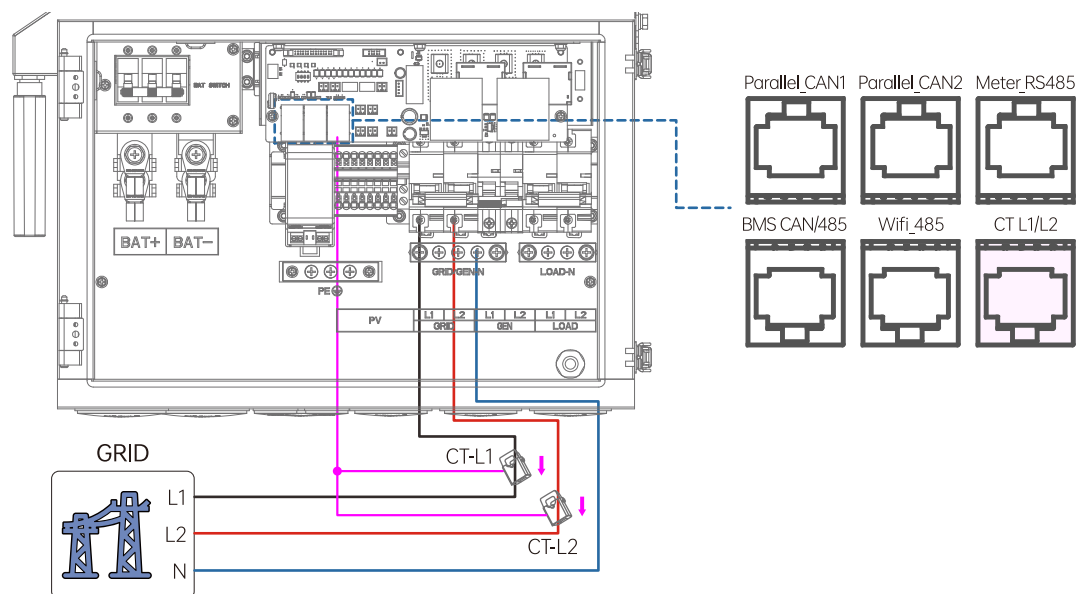 Parallel_CAN1 Parallel_CAN2 Meter_RS485
BAT SWITCH
BMS CAN/485 Wifi_485 CT L1/L2
BAT+ BAT-
GRID/GEN-N LOAD-N
PE
PV L1 L2 L1 L2 L1 L2
GRID GEN LOAD
GRID
CT-L1
L1
L2
CT-L2
N